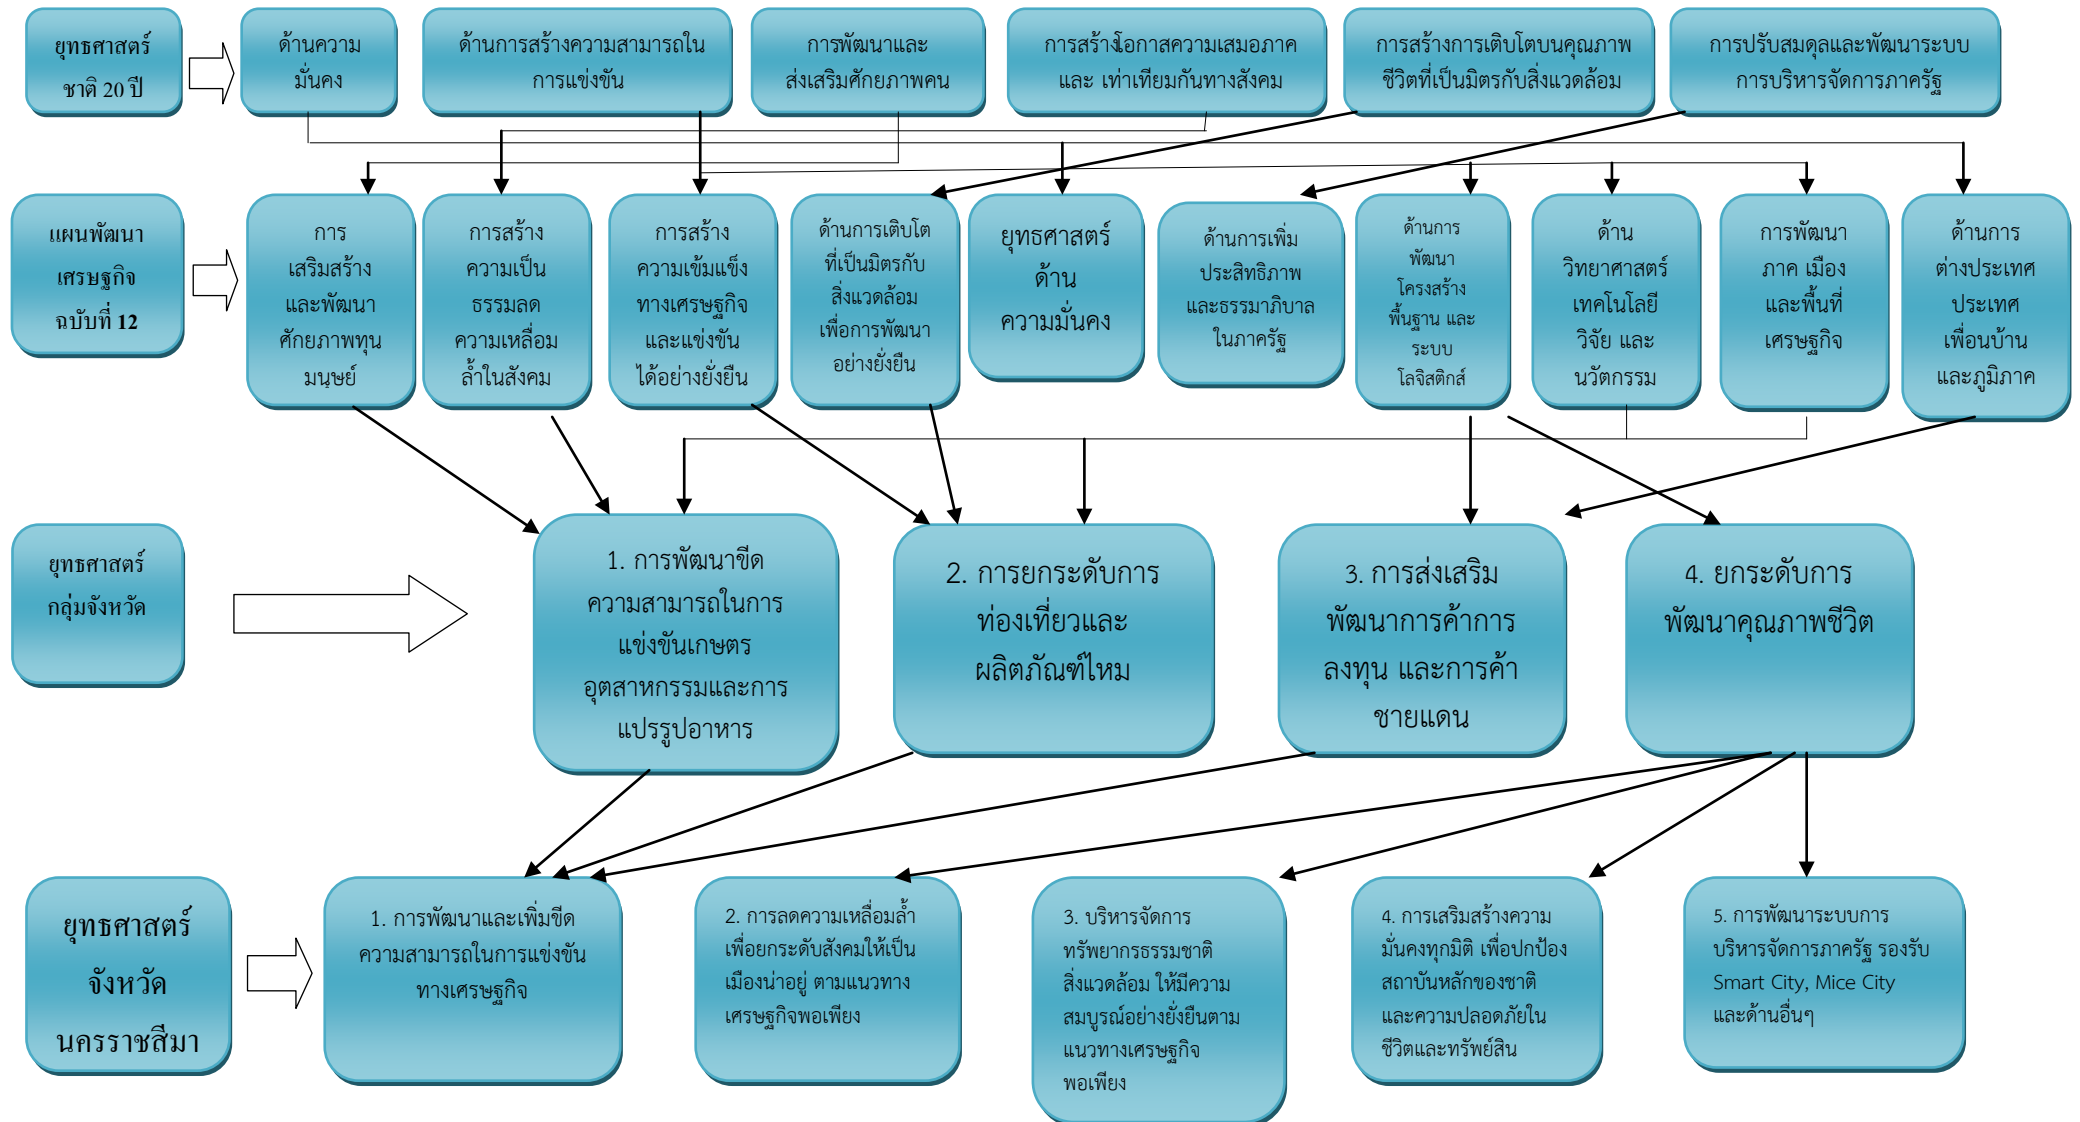 ยุทธศาสตร์
ชาติ 20 ปี
ด้านความ
มั่นคง
ด้านการสร้างความสามารถใน
การแข่งขัน
การพัฒนาและ
ส่งเสริมศักยภาพคน
การสร้างโอกาสความเสมอภาค
และ เท่าเทียมกันทางสังคม
การสร้างการเติบโตบนคุณภาพ
ชีวิตที่เป็นมิตรกับสิ่งแวดล้อม
การปรับสมดุลและพัฒนาระบบ
การบริหารจัดการภาครัฐ
แผนพัฒนา
เศรษฐกิจ
ฉบับที่ 12
การ
เสริมสร้าง
และพัฒนา
ศักยภาพทุน
มนุษย์
การสร้าง
ความเป็น
ธรรมลด
ความเหลื่อม
ล้ำในสังคม
การสร้าง
ความเข้มแข็ง
ทางเศรษฐกิจ
และแข่งขัน
ได้อย่างยั่งยืน
ด้านการเติบโต
ที่เป็นมิตรกับ
สิ่งแวดล้อม
เพื่อการพัฒนา
อย่างยั่งยืน
ยุทธศาสตร์
ด้าน
ความมั่นคง
ด้านการเพิ่ม
ประสิทธิภาพ
และธรรมาภิบาล
ในภาครัฐ
ด้านการ
พัฒนา
โครงสร้าง
พื้นฐาน และ
ระบบ
โลจิสติกส์
ด้าน
วิทยาศาสตร์
เทคโนโลยี
วิจัย และ
นวัตกรรม
การพัฒนา
ภาค เมือง
และพื้นที่
เศรษฐกิจ
ด้านการ
ต่างประเทศ
ประเทศ
เพื่อนบ้าน
และภูมิภาค
ยุทธศาสตร์
กลุ่มจังหวัด
1. การพัฒนาขีด
ความสามารถในการ
แข่งขันเกษตร
อุตสาหกรรมและการ
แปรรูปอาหาร
2. การยกระดับการ
ท่องเที่ยวและ
ผลิตภัณฑ์ไหม
3. การส่งเสริม
พัฒนาการค้าการ
ลงทุน และการค้า
ชายแดน
4. ยกระดับการ
พัฒนาคุณภาพชีวิต
ยุทธศาสตร์
จังหวัด
นครราชสีมา
1. การพัฒนาและเพิ่มขีด
ความสามารถในการแข่งขัน
ทางเศรษฐกิจ
2. การลดความเหลื่อมล้ำ
เพื่อยกระดับสังคมให้เป็น
เมืองน่าอยู่ ตามแนวทาง
เศรษฐกิจพอเพียง
3. บริหารจัดการ
ทรัพยากรธรรมชาติ
สิ่งแวดล้อม ให้มีความ
สมบูรณ์อย่างยั่งยืนตาม
แนวทางเศรษฐกิจ
พอเพียง
4. การเสริมสร้างความ
มั่นคงทุกมิติ เพื่อปกป้อง
สถาบันหลักของชาติ
และความปลอดภัยใน
ชีวิตและทรัพย์สิน
5. การพัฒนาระบบการ
บริหารจัดการภาครัฐ รองรับ
Smart City, Mice City
และด้านอื่นๆ